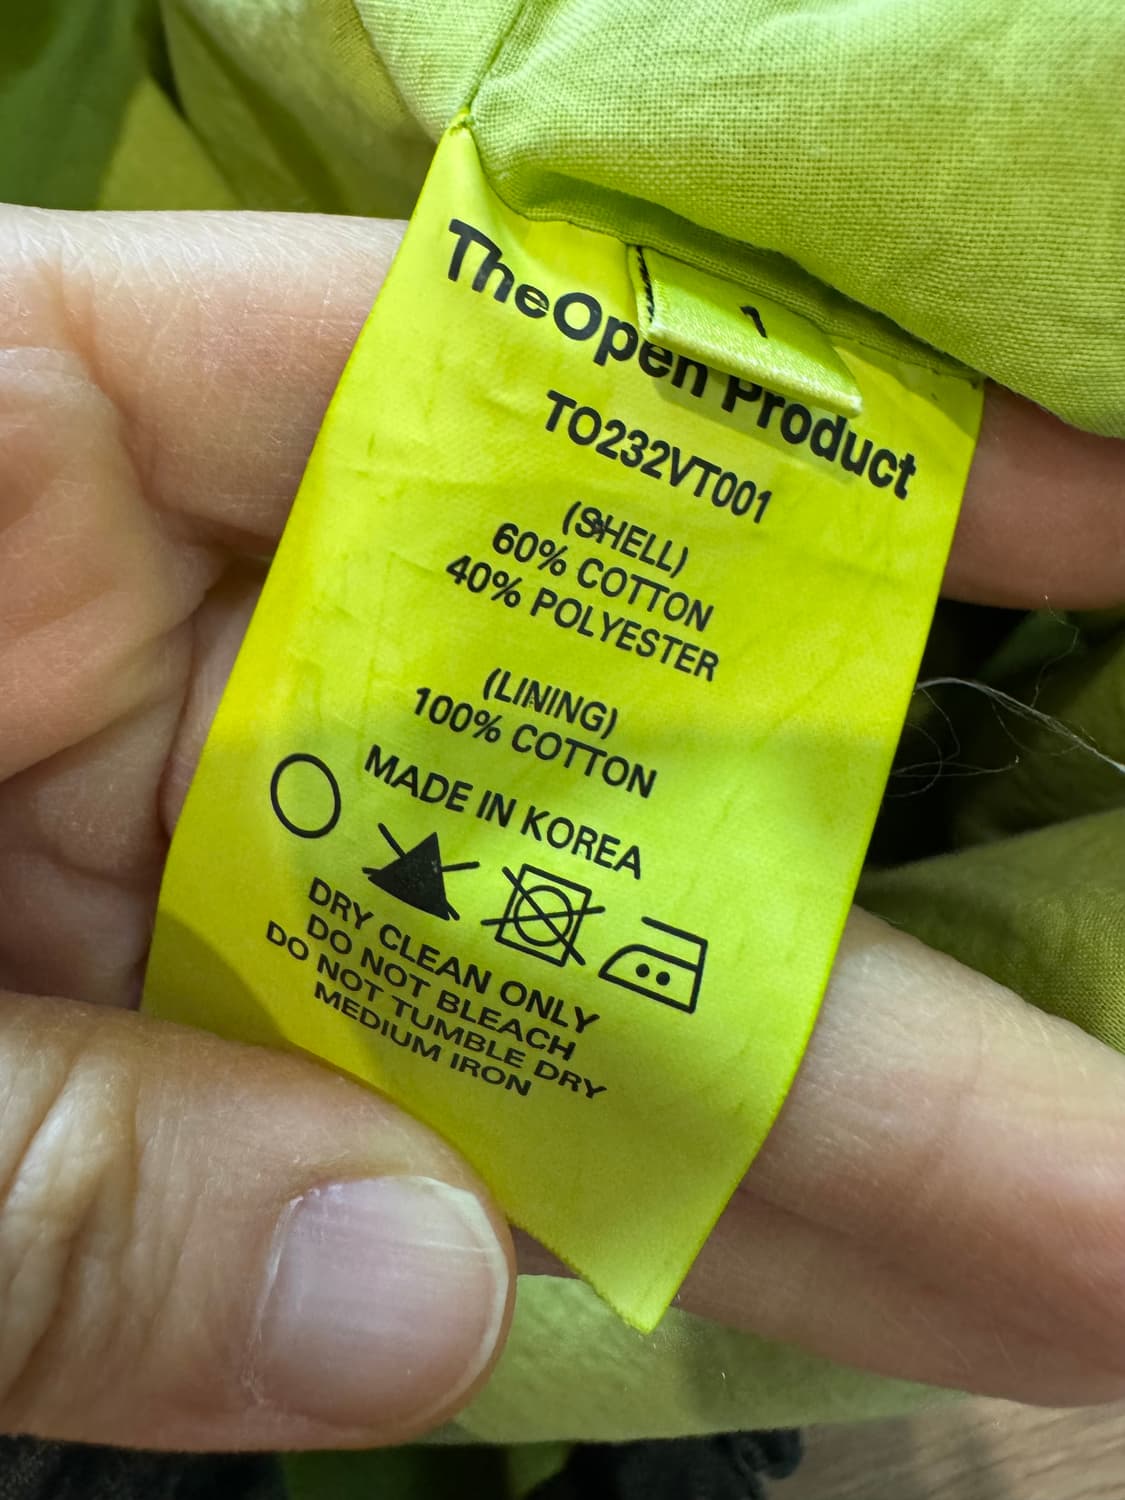 TheOpen Product
1
TO232VT001
(SHELL)
60% COTTON
40% POLYESTER
(LINING)
100% COTTON
MADE IN KOREA
DRY CLEAN ONLY
DO NOT BLEACH
DO NOT TUMBLE DRY
MEDIUM IRON